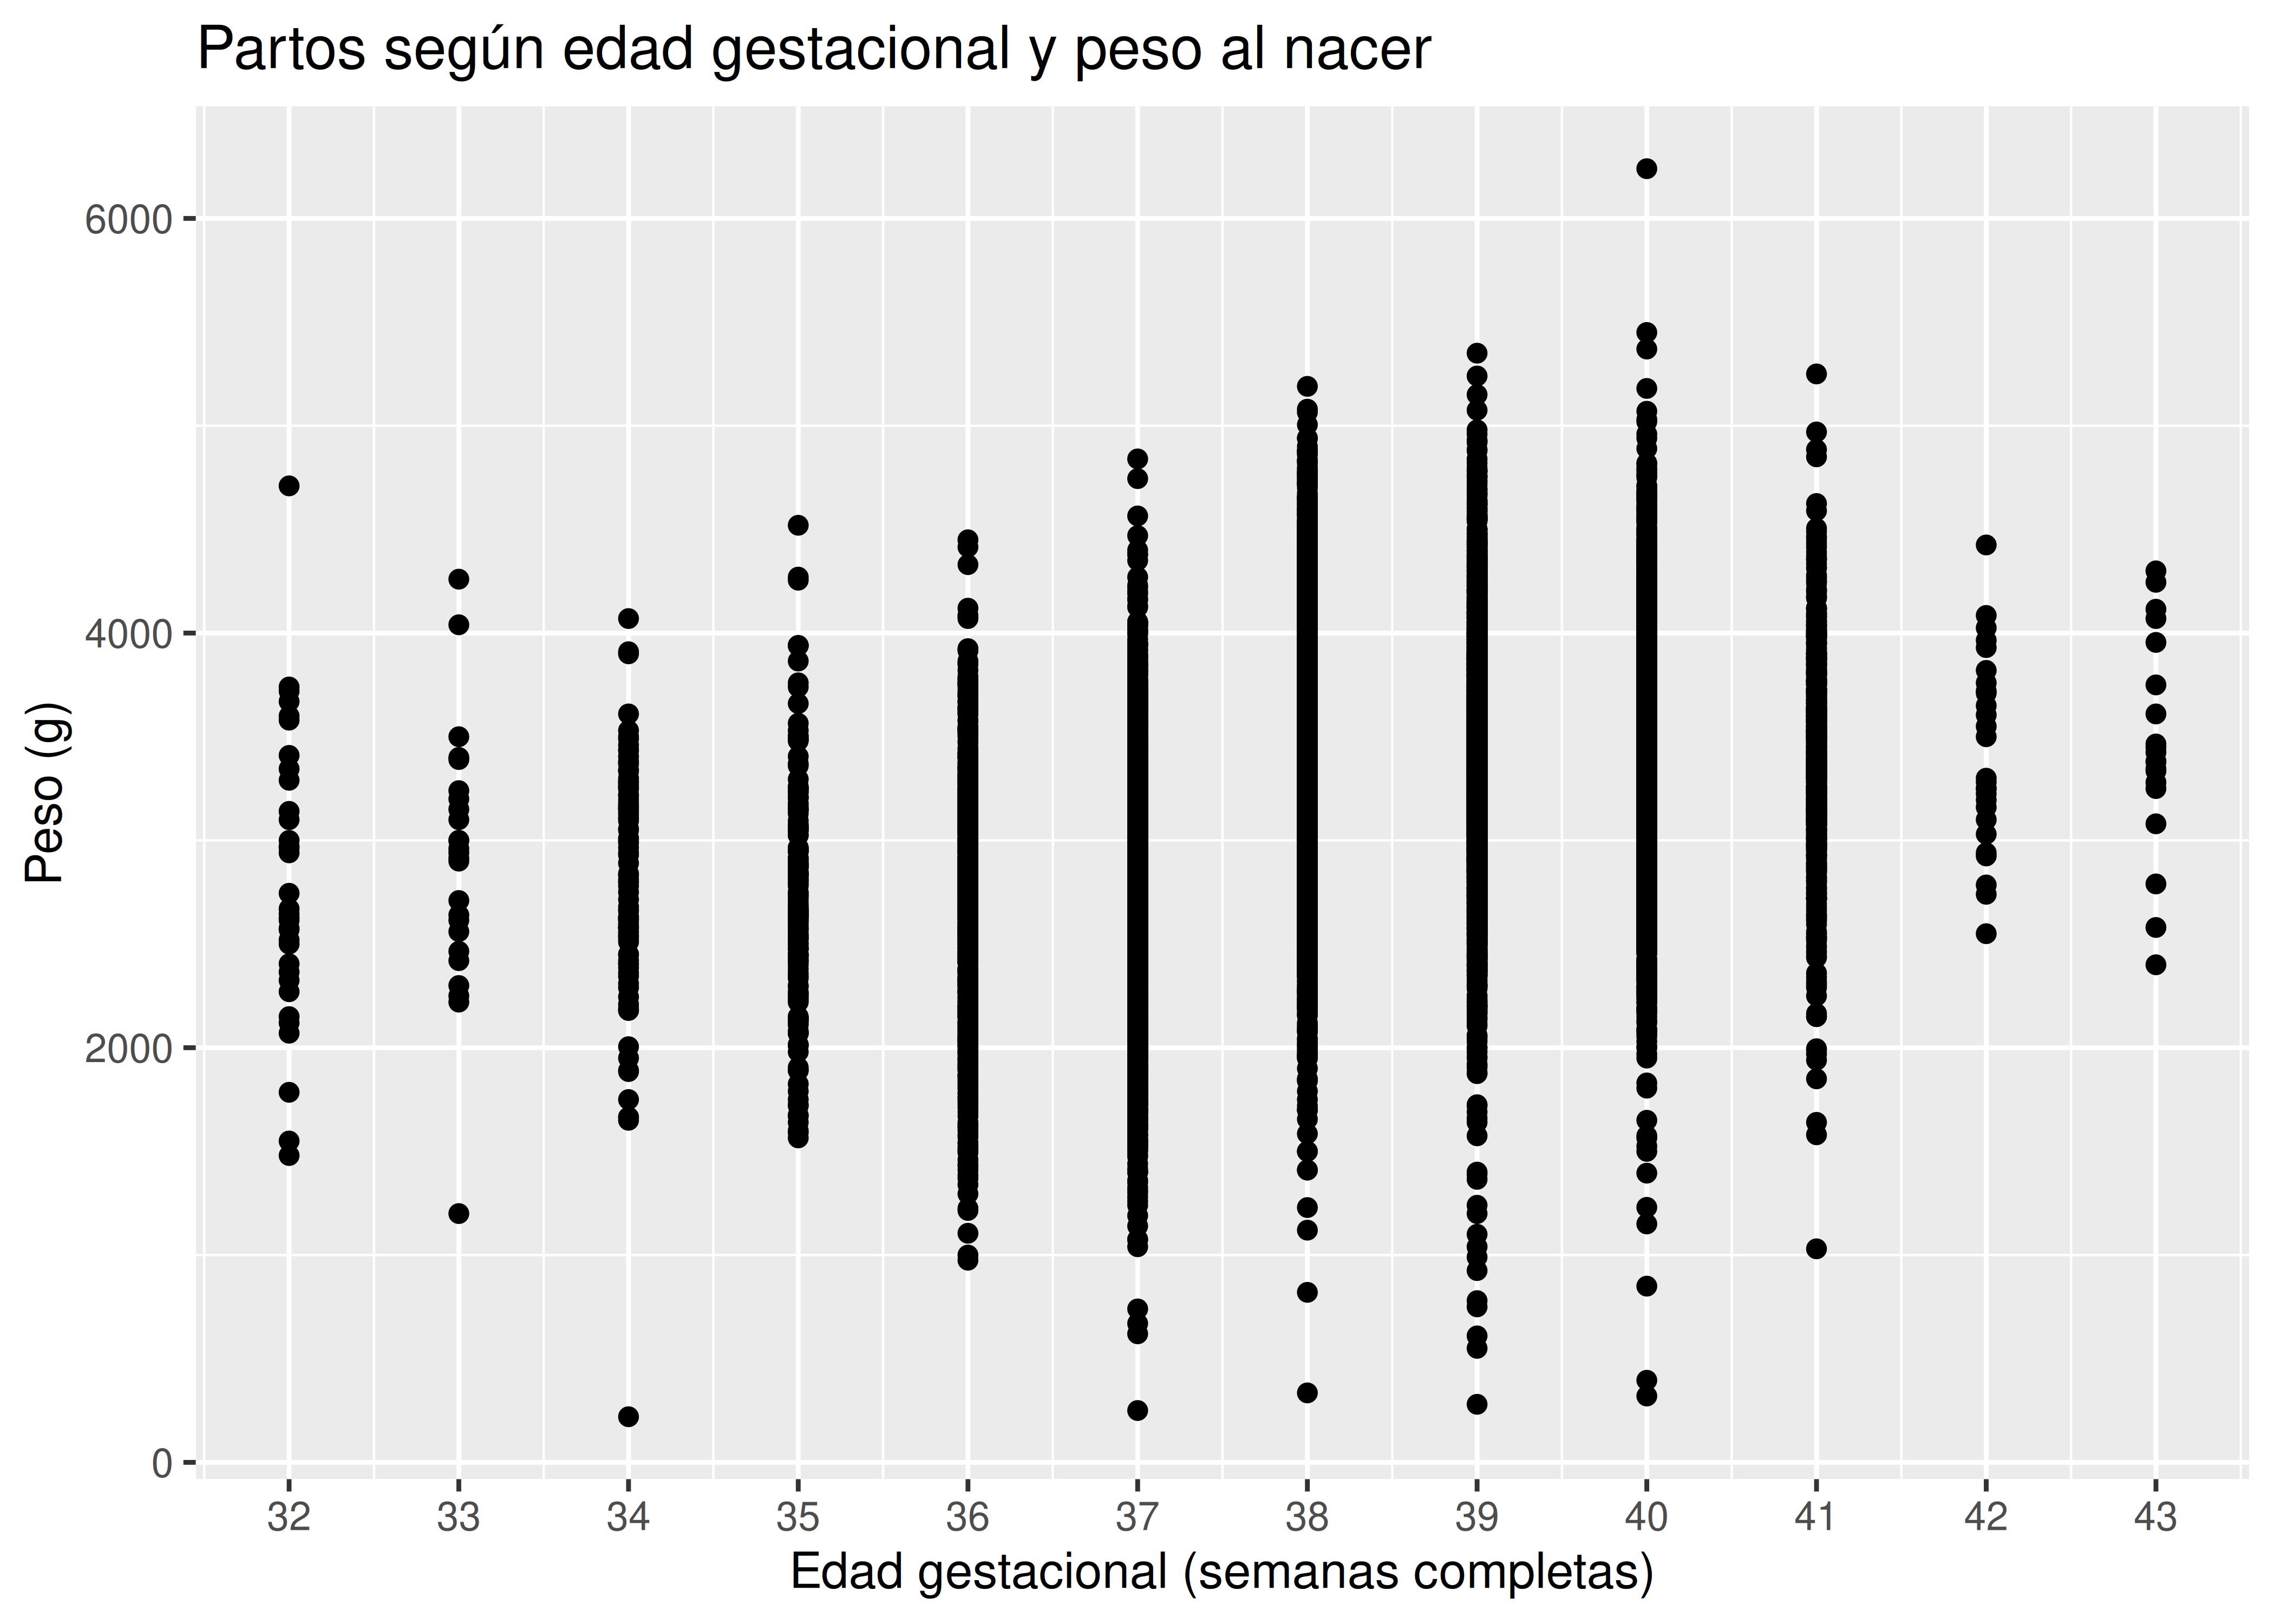 Partos según edad gestacional y peso al nacer
Peso (g)
6000
4000
2000
0
32 33 34 35 36 37 38 39 40 41 42 43
Edad gestacional (semanas completas)